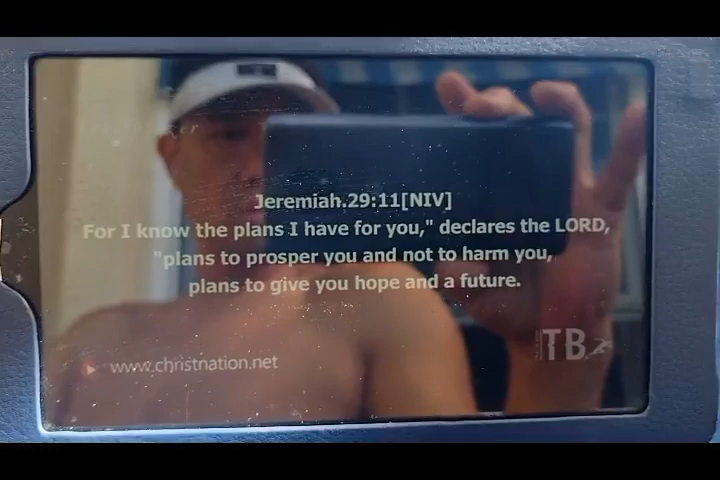 Jeremiah.29:11[NIV]
For I know the plans I have for you," declares the LORD,
"plans to prosper you and not to harm you,
plans to give you hope and a future.
TB
www.christnation.net